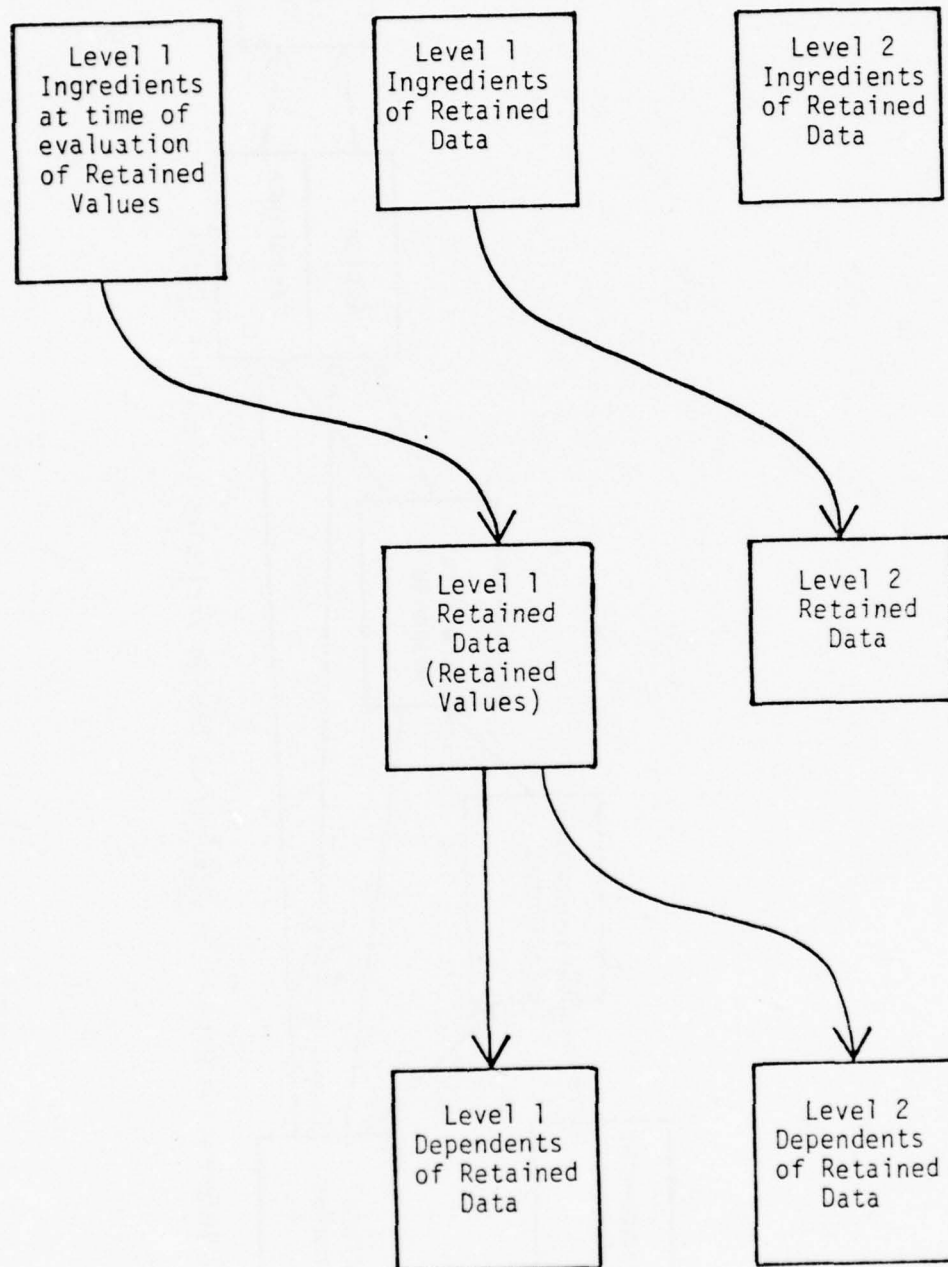 Level 1
Ingredients
at time of
evaluation
of Retained
Values
Level 1
Ingredients
of Retained
Data
Level 2
Ingredients
of Retained
Data
Level 1
Retained
Data
(Retained
Values)
Level 2
Retained
Data
Level 1
Dependents
of Retained
Data
Level 2
Dependents
of Retained
Data